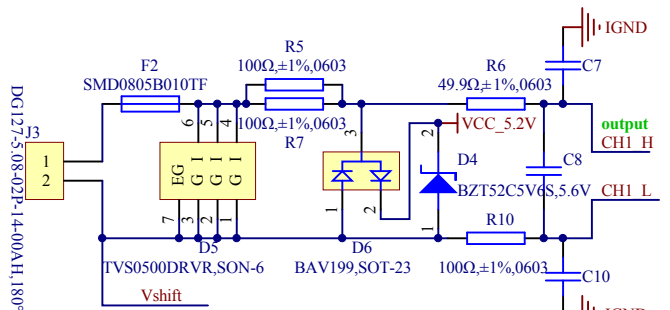 IGND
R5
100Ω,±1%,0603
F2
SMD0805B010TF
R6
49.9Ω,±1%,0603
C7
100Ω,±1%,0603
R7
VCC_5.2V
output
CH1_H
J3
1
2
6
5
4
EG
G I
G I
G I
7
3
2
1
3
1
2
2
1
D4
BZT52C5V6S,5.6V
C8
CH1_L
R10
100Ω,±1%,0603
D5
TVS0500DRVR,SON-6
D6
BAV199,SOT-23
C10
Vshift
DG127-5.08-02P-14-00AH,180°
IGND